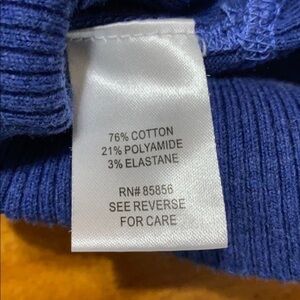 76% COTTON
21% POLYAMIDE
3% ELASTANE
RN# 85856
SEE REVERSE
FOR CARE